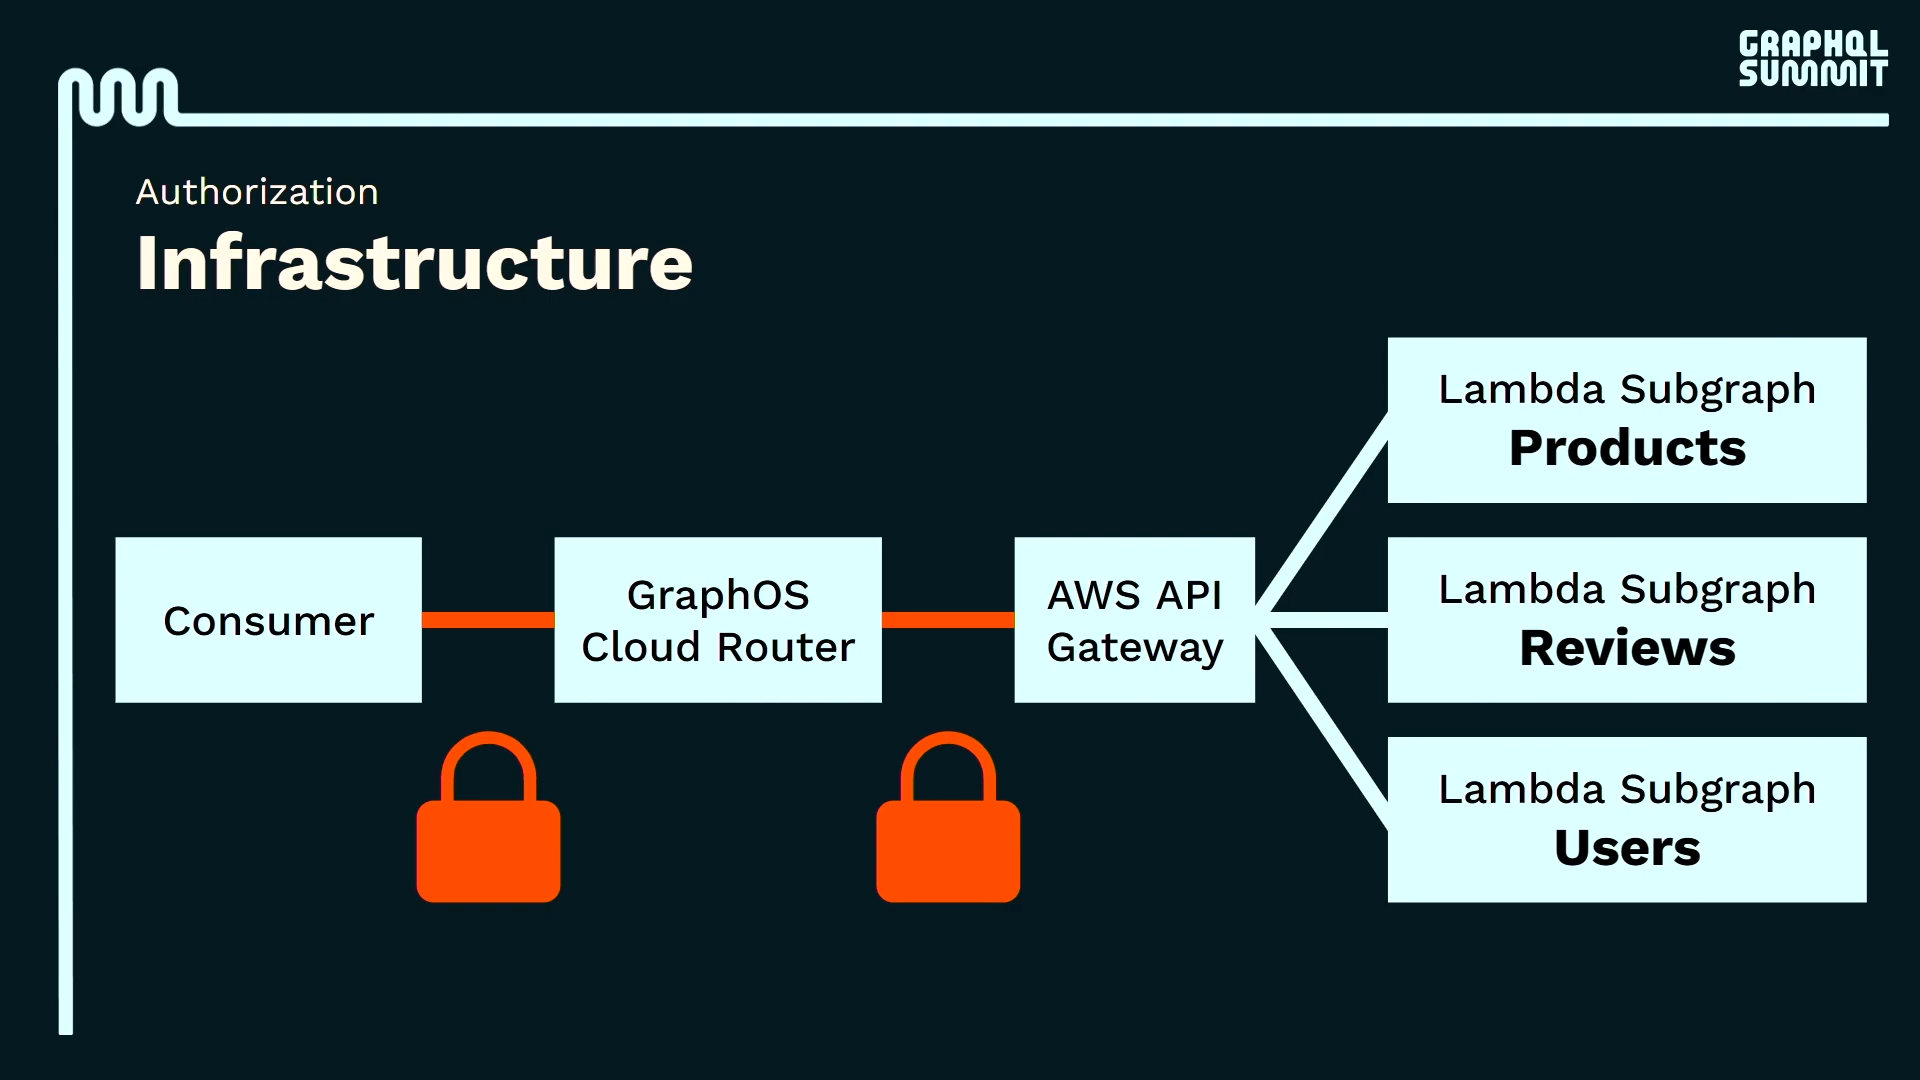 GRAPHQL
SUMMIT
Authorization
Infrastructure
Consumer
GraphOS
Cloud Router
AWS API
Gateway
Lambda Subgraph
Products
Lambda Subgraph
Reviews
Lambda Subgraph
Users